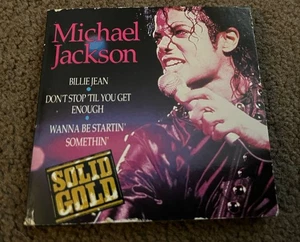 Michael
Jackson
BILLIE JEAN
•
DON'T STOP 'TIL YOU GET
ENOUGH
•
WANNA BE STARTIN'
SOMETHIN'
SOLID
GOLD